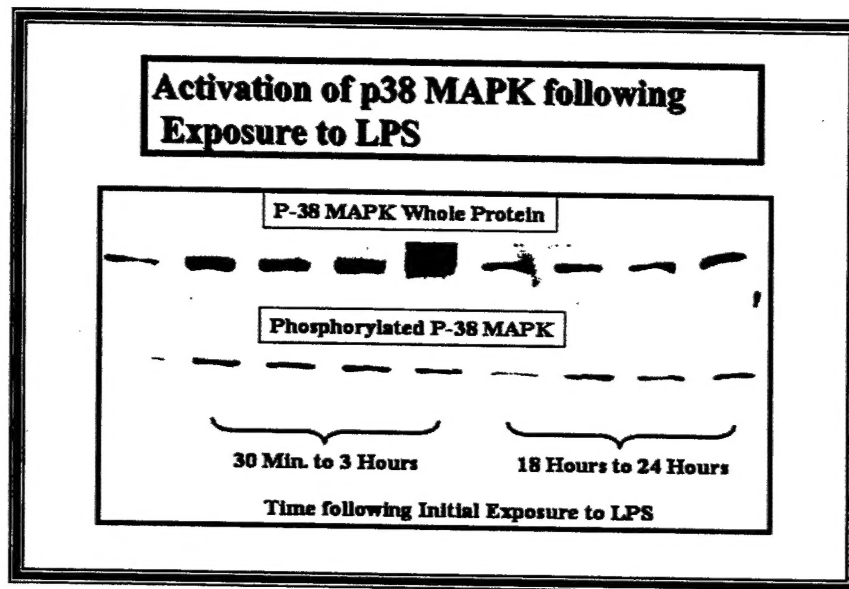 Activation of p38 MAPK following
Exposure to LPS
P-38 MAPK Whole Protein
Phosphorylated P-38 MAPK
30 Min. to 3 Hours
18 Hours to 24 Hours
Time following Initial Exposure to LPS